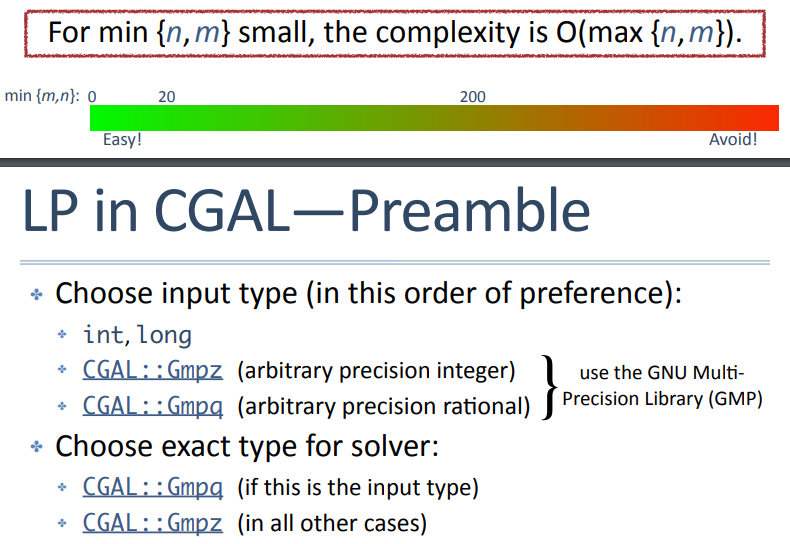 For min {n,m} small, the complexity is O(max {n,m}).
min {m,n}: 0 20 200
Easy! Avoid!
LP in CGAL—Preamble
Choose input type (in this order of preference):
int, long
CGAL::Gmpz (arbitrary precision integer)
CGAL::Gmpq (arbitrary precision rational)
use the GNU Multi-
Precision Library (GMP)
Choose exact type for solver:
CGAL::Gmpq (if this is the input type)
CGAL::Gmpz (in all other cases)